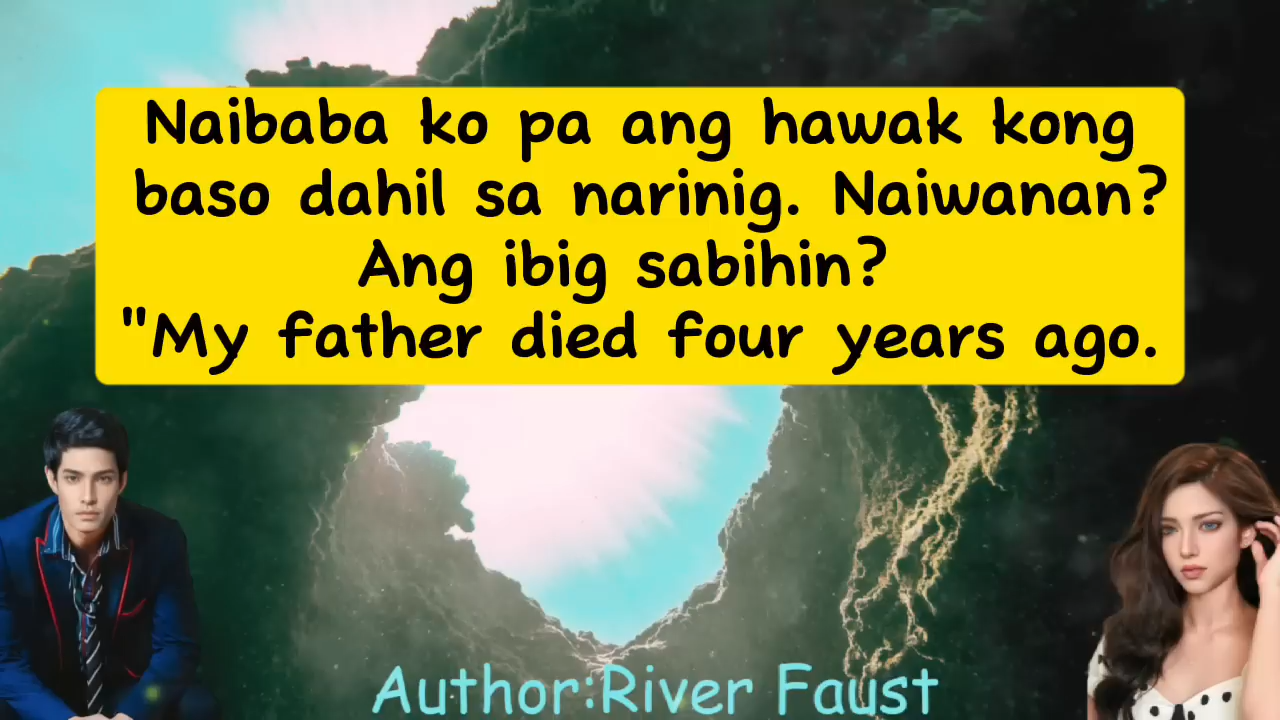 Naibaba ko pa ang hawak kong
baso dahil sa narinig. Naiwanan?
Ang ibig sabihin?
"My father died four years ago.
Author:River Faust